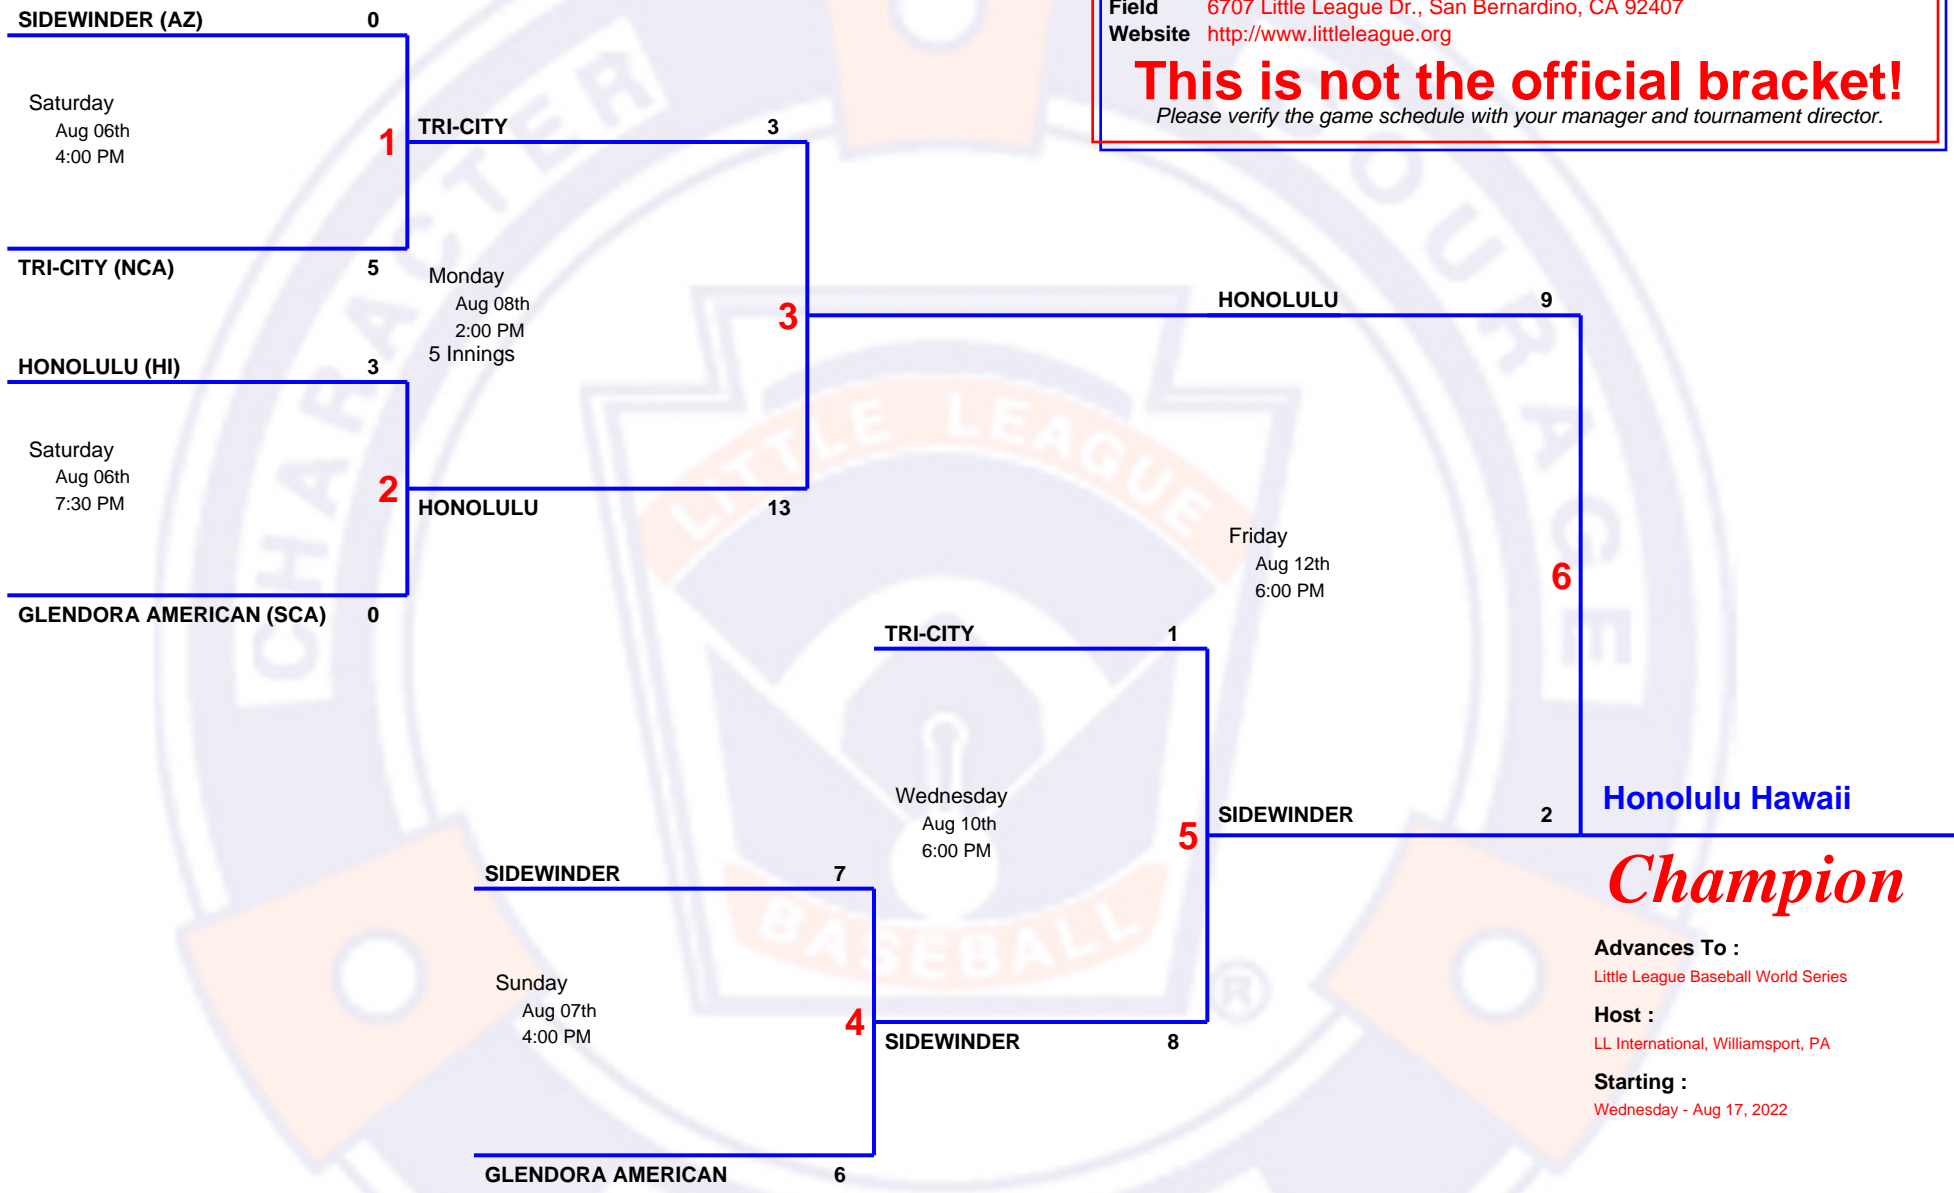 SIDEWINDER (AZ) 0
Field 6707 Little League Dr., San Bernardino, CA 92407
Website http://www.littleleague.org
This is not the official bracket!
Please verify the game schedule with your manager and tournament director.
Saturday
Aug 06th
4:00 PM
1
TRI-CITY 3
TRI-CITY (NCA) 5
Monday
Aug 08th
2:00 PM
5 Innings
3
HONOLULU 9
HONOLULU (HI) 3
Saturday
Aug 06th
7:30 PM
2
HONOLULU 13
GLENDORA AMERICAN (SCA) 0
Friday
Aug 12th
6:00 PM
6
TRI-CITY 1
Wednesday
Aug 10th
6:00 PM
5
SIDEWINDER 2
Honolulu Hawaii
Champion
SIDEWINDER 7
Sunday
Aug 07th
4:00 PM
4
SIDEWINDER 8
GLENDORA AMERICAN 6
Advances To :
Little League Baseball World Series
Host :
LL International, Williamsport, PA
Starting :
Wednesday - Aug 17, 2022
CHARACTER
COURAGE
LITTLE LEAGUE
BASEBALL
®